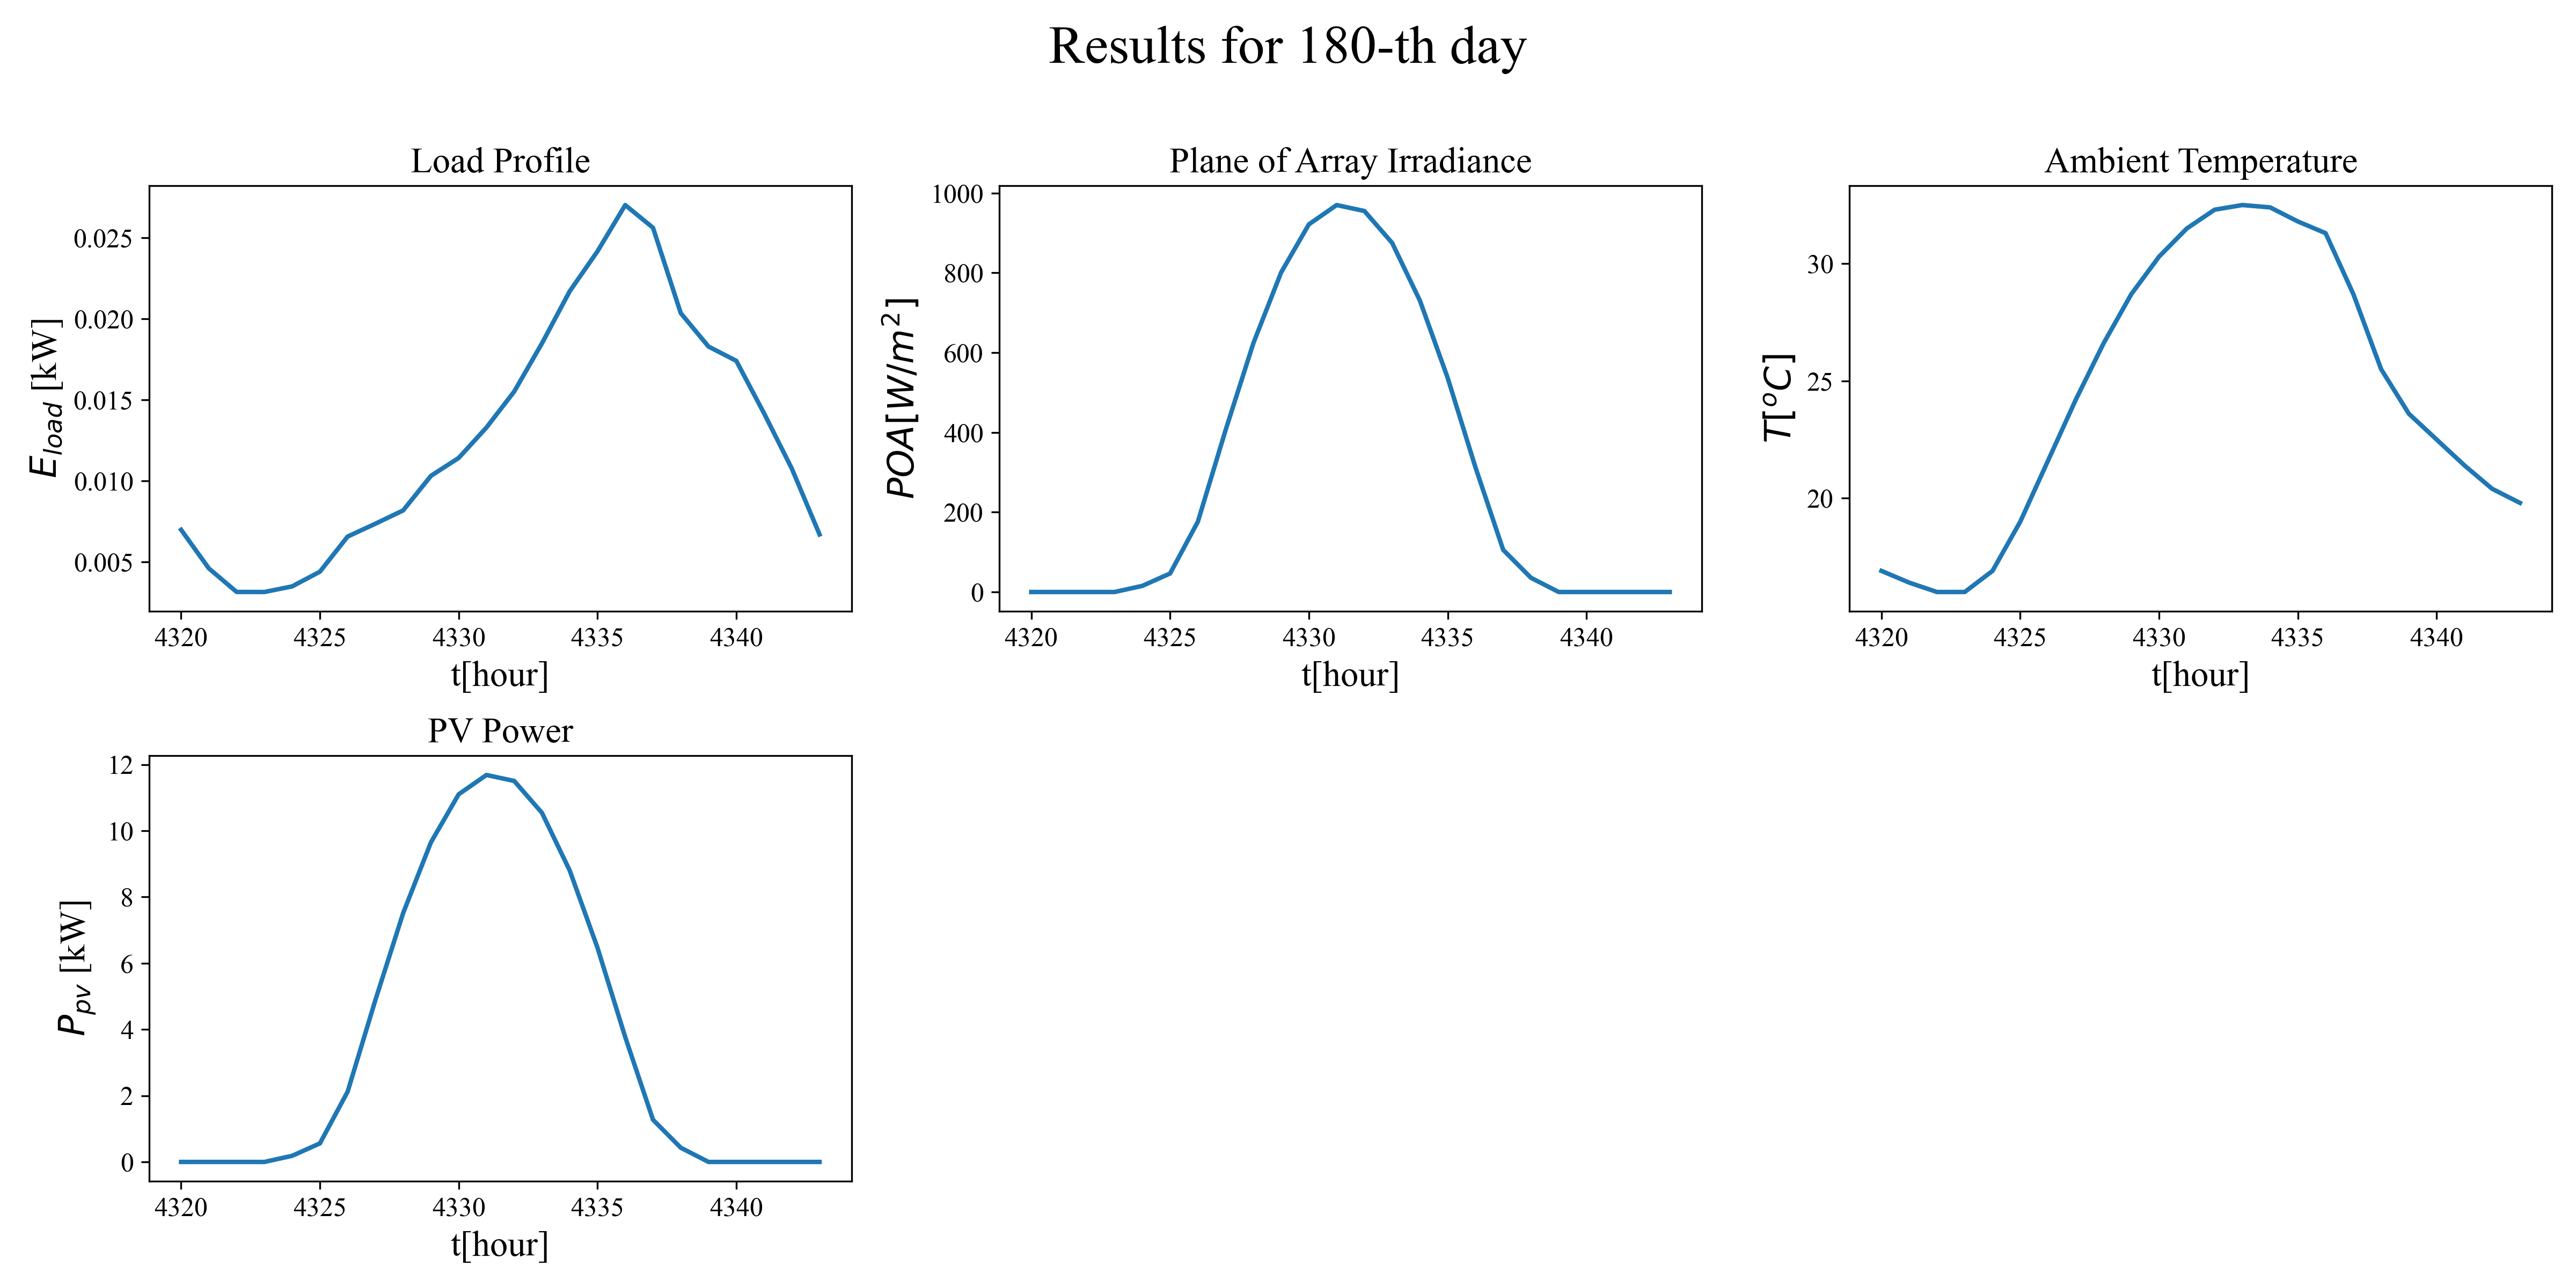 Results for 180-th day
Load Profile
E_load [kW]
0.025
0.020
0.015
0.010
0.005
4320 4325 4330 4335 4340
t[hour]
Plane of Array Irradiance
POA[W/m²]
1000
800
600
400
200
0
4320 4325 4330 4335 4340
t[hour]
Ambient Temperature
T[°C]
30
25
20
4320 4325 4330 4335 4340
t[hour]
PV Power
P_pv [kW]
12
10
8
6
4
2
0
4320 4325 4330 4335 4340
t[hour]